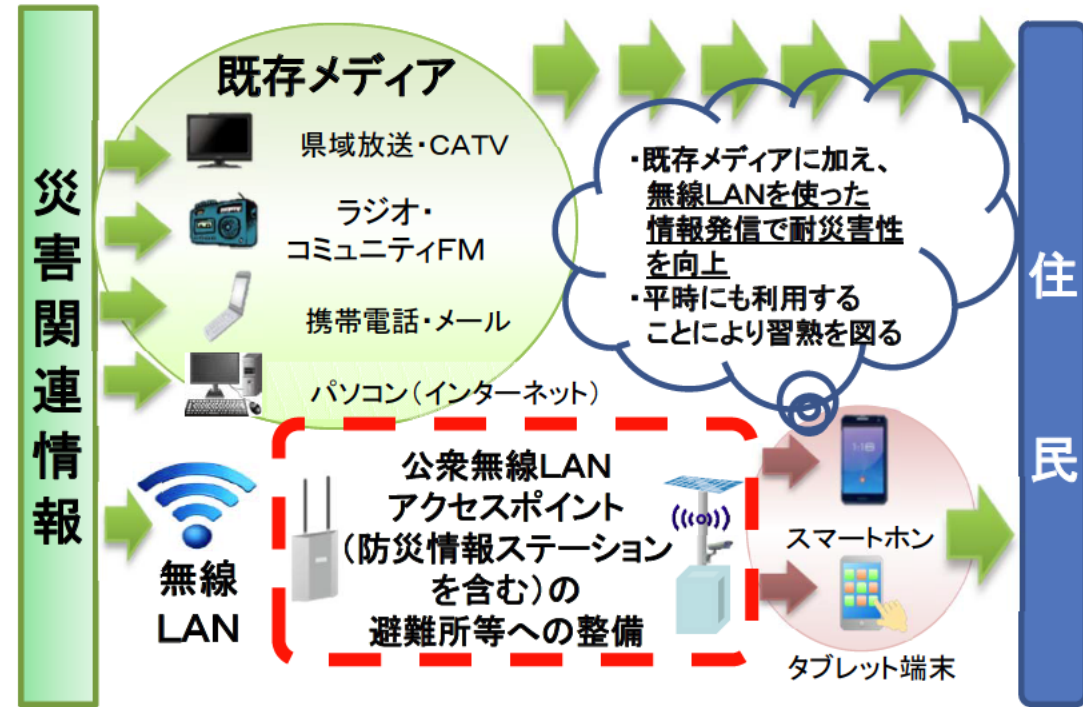 災害関連情報
既存メディア
県域放送・CATV
ラジオ・
コミュニティFM
携帯電話・メール
パソコン（インターネット）
・既存メディアに加え、
無線LANを使った
情報発信で耐災害性
を向上
・平時にも利用する
ことにより習熟を図る
無線
LAN
公衆無線LAN
アクセスポイント
（防災情報ステーション
を含む）の
避難所等への整備
スマートホン
タブレット端末
住民